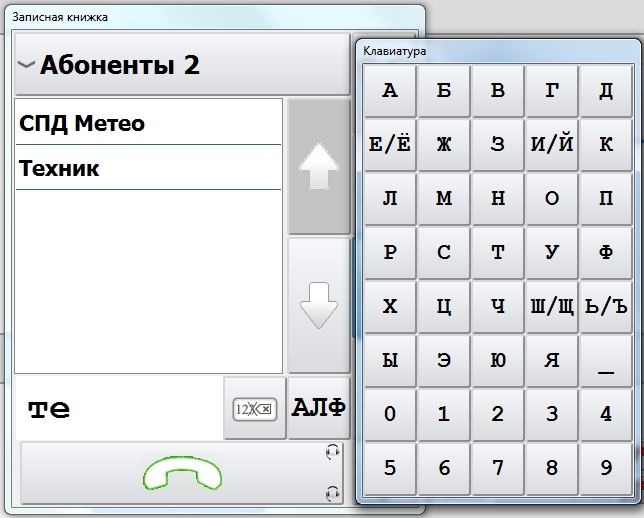 Записная книжка
Абоненты 2
СПД Метео
Техник
те
123
АЛФ
Клавиатура
А Б В Г Д
Е/Ё Ж З И/Й К
Л М Н О П
Р С Т У Ф
Х Ц Ч Ш/Щ Ь/Ъ
Ы Э Ю Я _
0 1 2 3 4
5 6 7 8 9